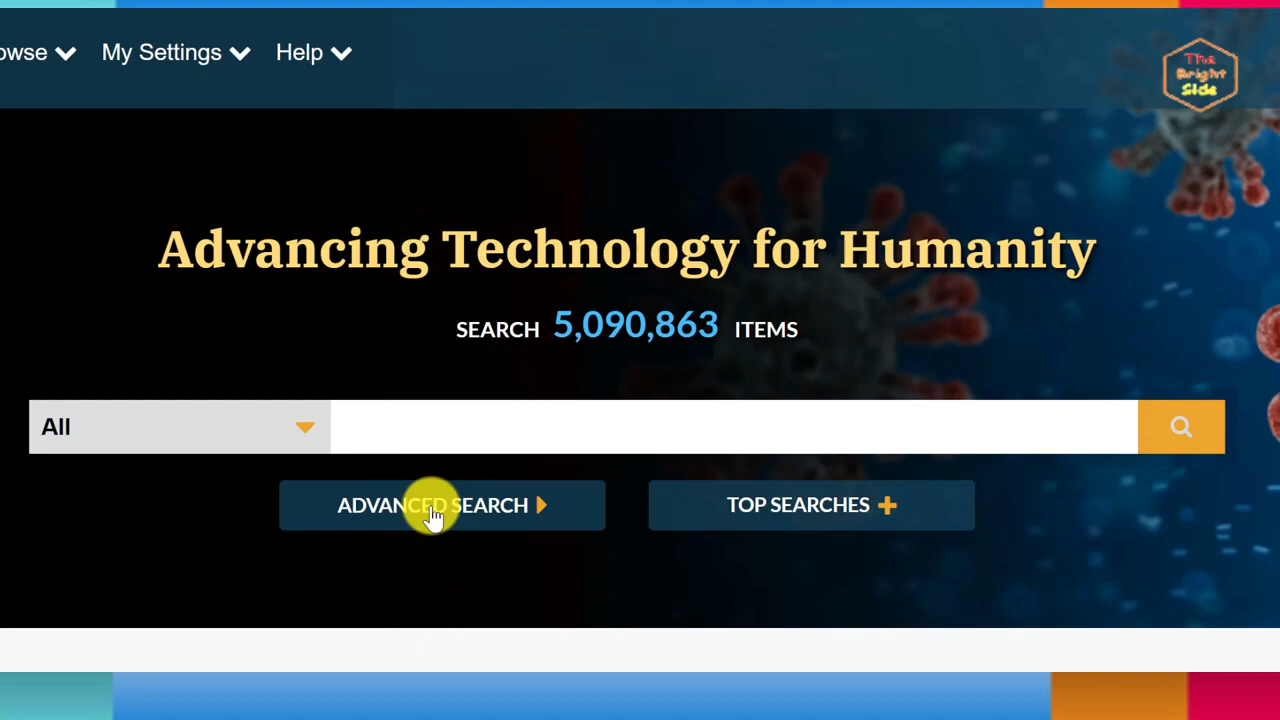 owse My Settings Help
The
Bright
Side
Advancing Technology for Humanity
SEARCH 5,090,863 ITEMS
All
ADVANCED SEARCH TOP SEARCHES